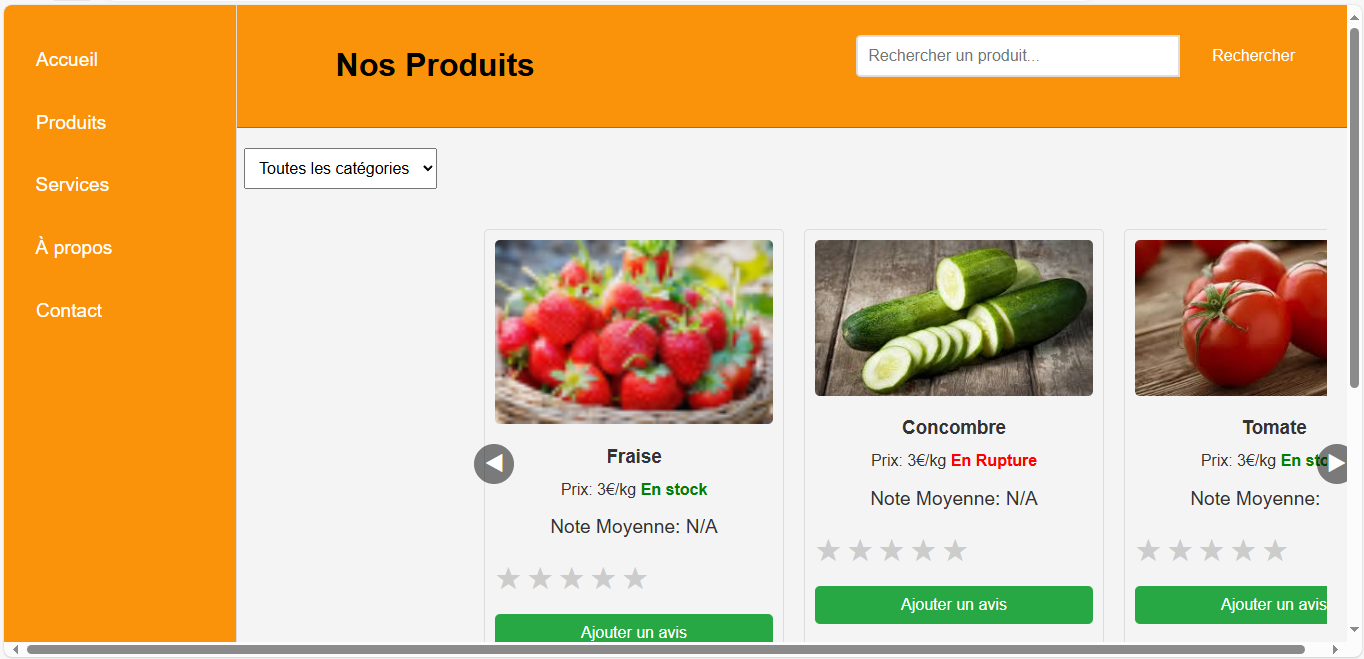 Accueil
Produits
Services
À propos
Contact
Nos Produits
Rechercher un produit...
Rechercher
Toutes les catégories
Fraise
Prix: 3€/kg En stock
Note Moyenne: N/A
Ajouter un avis
Concombre
Prix: 3€/kg En Rupture
Note Moyenne: N/A
Ajouter un avis
Tomate
Prix: 3€/kg En sto
Note Moyenne:
Ajouter un avis